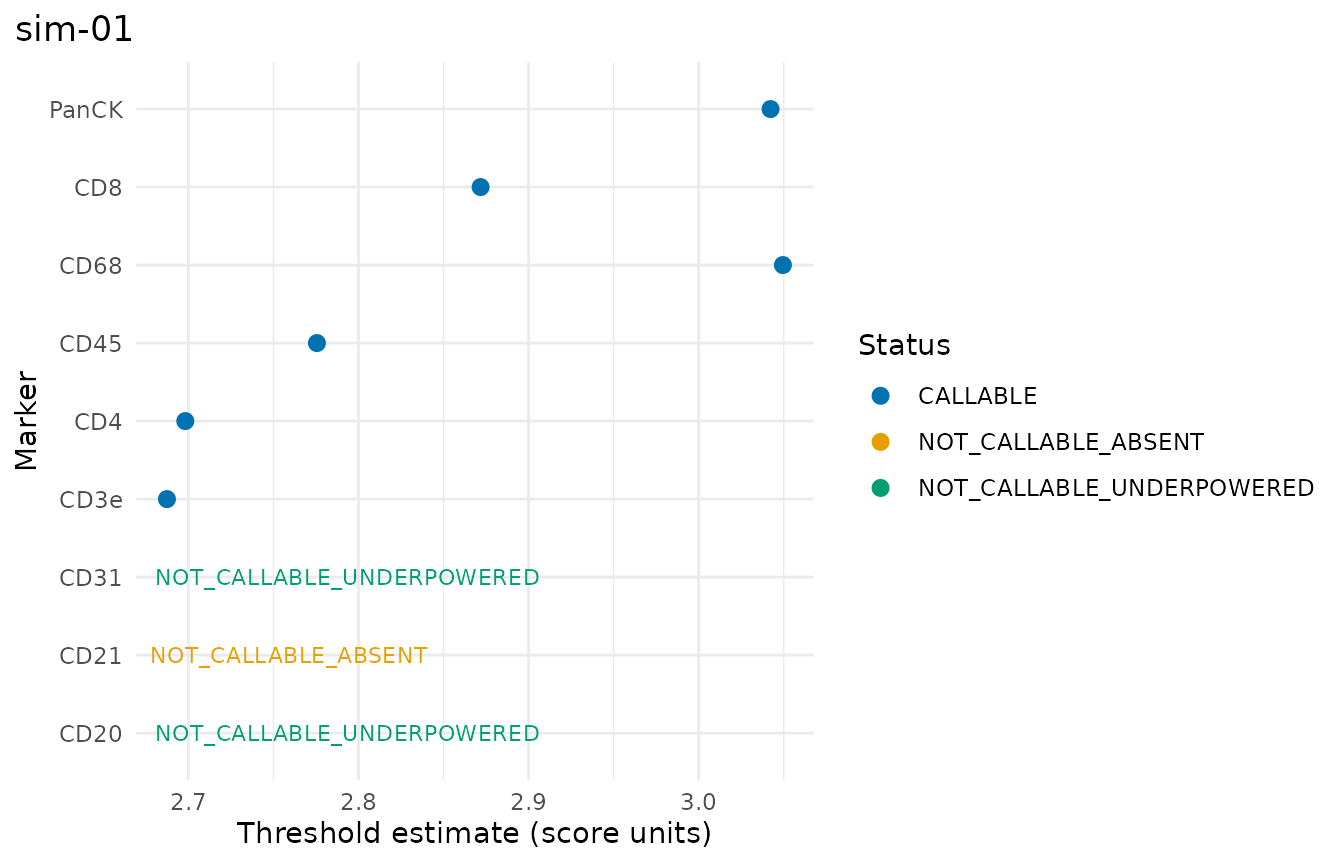 sim-01
PanCK
CD8
CD68
CD45
CD4
CD3e
CD31 NOT_CALLABLE_UNDERPOWERED
CD21 NOT_CALLABLE_ABSENT
CD20 NOT_CALLABLE_UNDERPOWERED
Marker
2.7 2.8 2.9 3.0
Threshold estimate (score units)
Status
CALLABLE
NOT_CALLABLE_ABSENT
NOT_CALLABLE_UNDERPOWERED